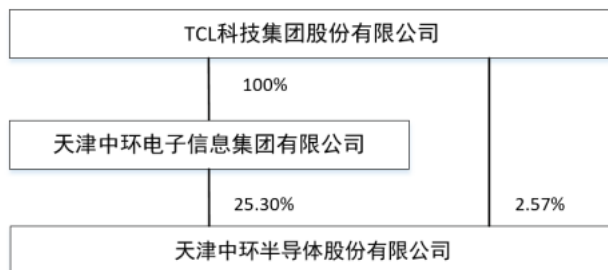 TCL科技集团股份有限公司
100%
天津中环电子信息集团有限公司
25.30%
2.57%
天津中环半导体股份有限公司